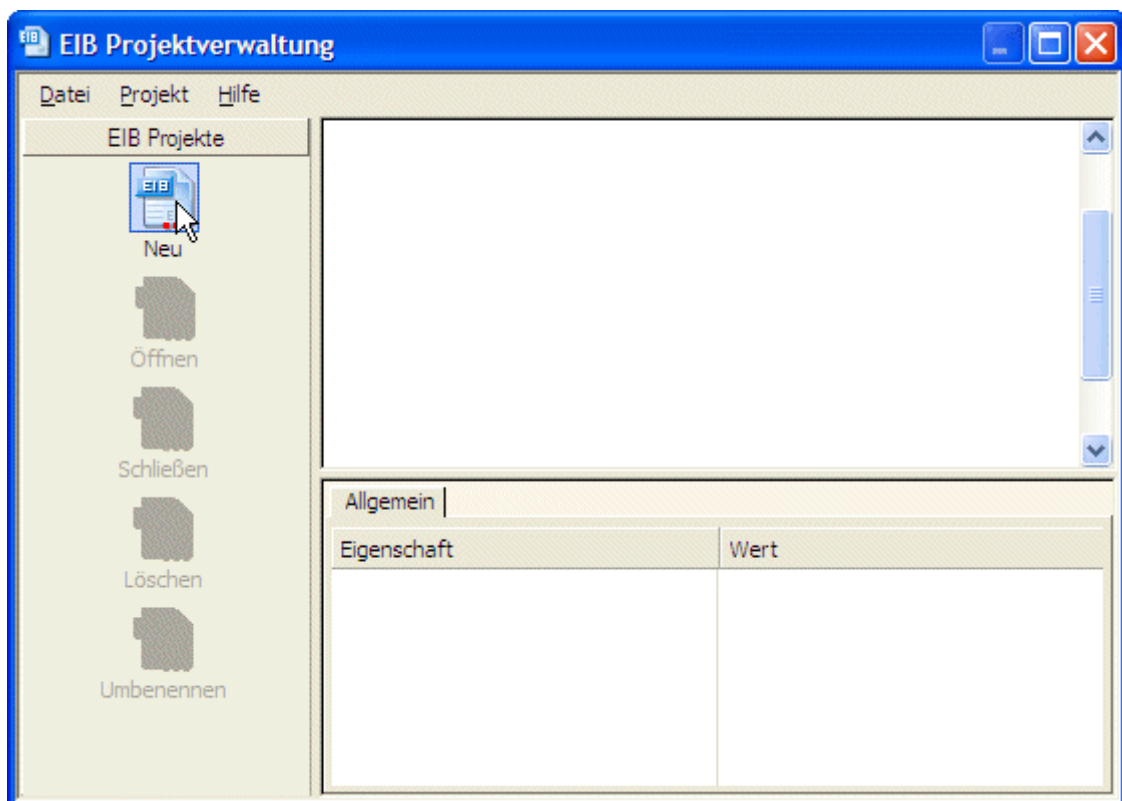 EIB Projektverwaltung
Datei Projekt Hilfe
EIB Projekte
EIB
Neu
Öffnen
Schließen
Löschen
Umbenennen
Allgemein
Eigenschaft Wert